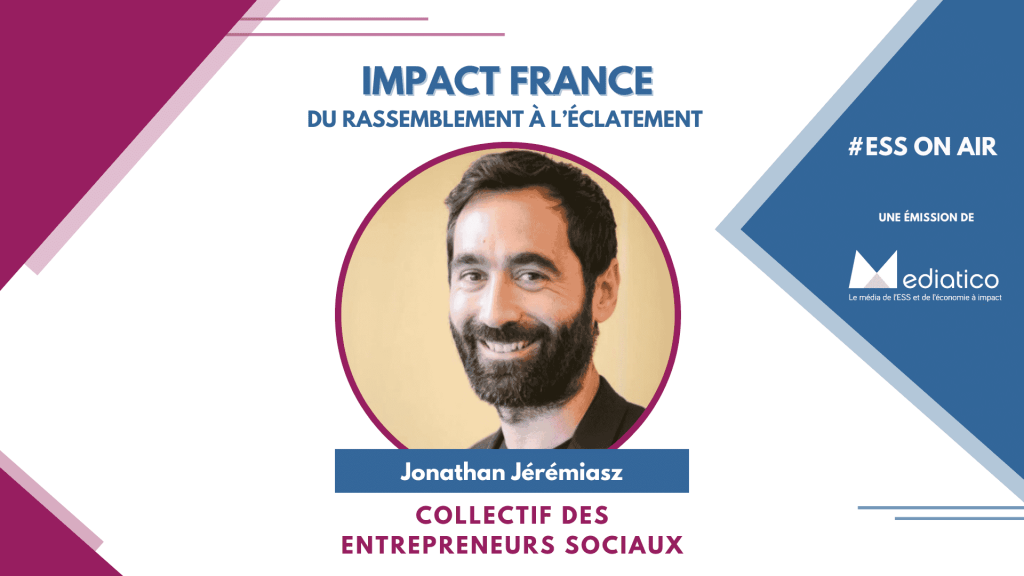 IMPACT FRANCE
DU RASSEMBLEMENT À L’ÉCLATEMENT
#ESS ON AIR
UNE ÉMISSION DE
Mediatico
Le média de l'ESS et de l'économie à impact
Jonathan Jérémiasz
COLLECTIF DES
ENTREPRENEURS SOCIAUX